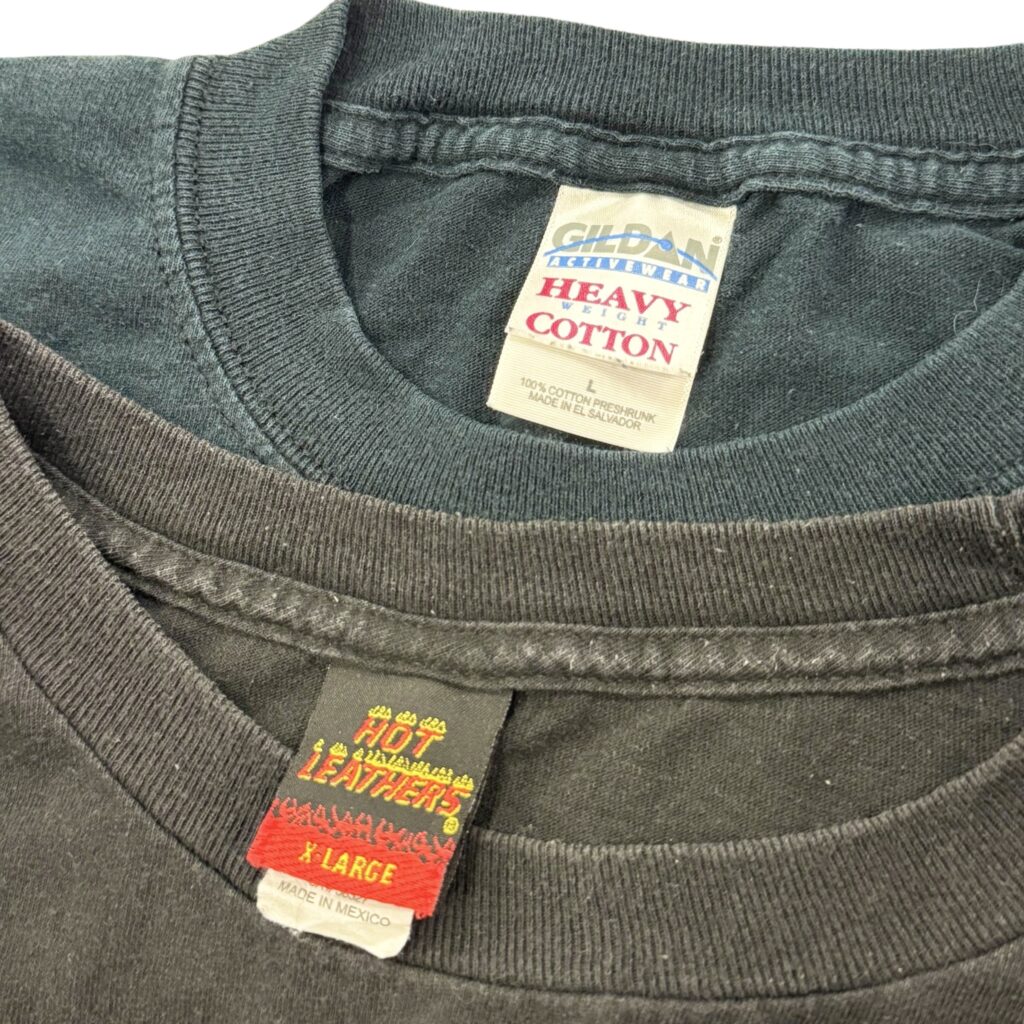 GILDAN®
ACTIVEWEAR
HEAVY
WEIGHT
COTTON
L
100% COTTON PRESHRUNK
MADE IN EL SALVADOR
HOT
LEATHERS®
X-LARGE
MADE IN MEXICO